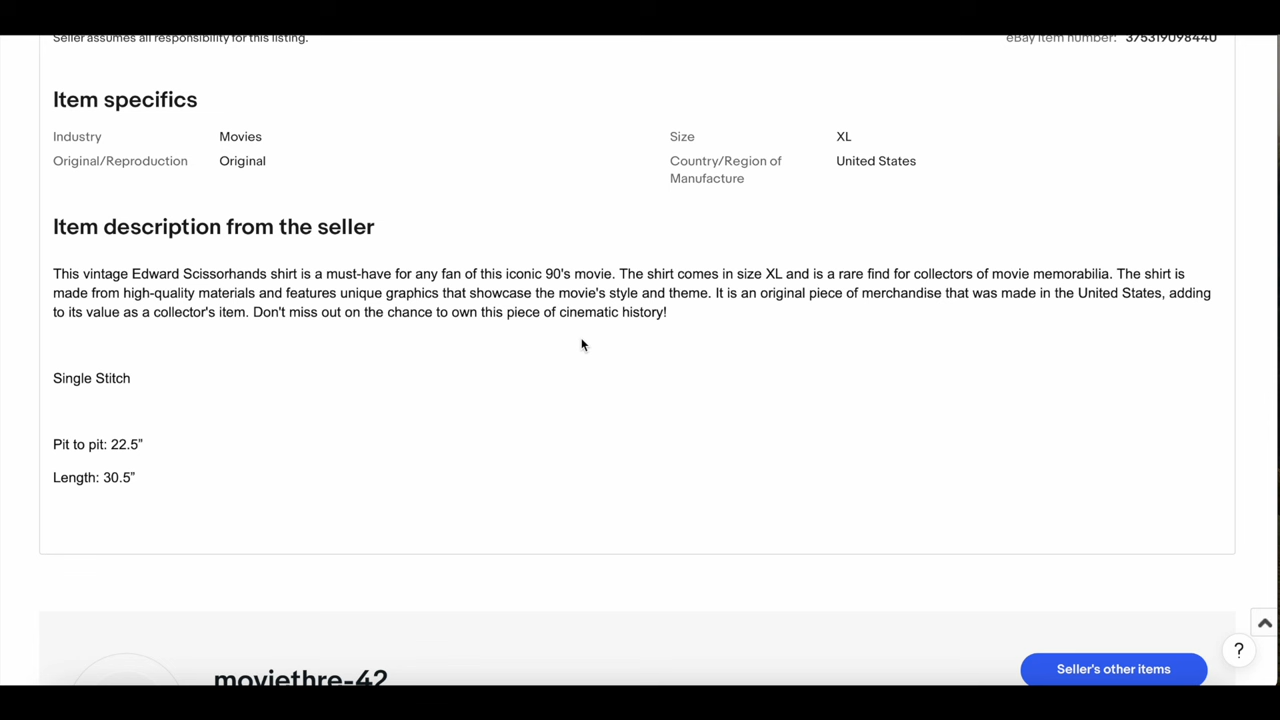 Seller assumes all responsibility for this listing.
eBay item number: 375319098440
Item specifics
Industry Movies
Size XL
Original/Reproduction Original
Country/Region of Manufacture United States
Item description from the seller
This vintage Edward Scissorhands shirt is a must-have for any fan of this iconic 90's movie. The shirt comes in size XL and is a rare find for collectors of movie memorabilia. The shirt is
made from high-quality materials and features unique graphics that showcase the movie's style and theme. It is an original piece of merchandise that was made in the United States, adding
to its value as a collector's item. Don't miss out on the chance to own this piece of cinematic history!
Single Stitch
Pit to pit: 22.5”
Length: 30.5”
?
moviethre-42
Seller's other items